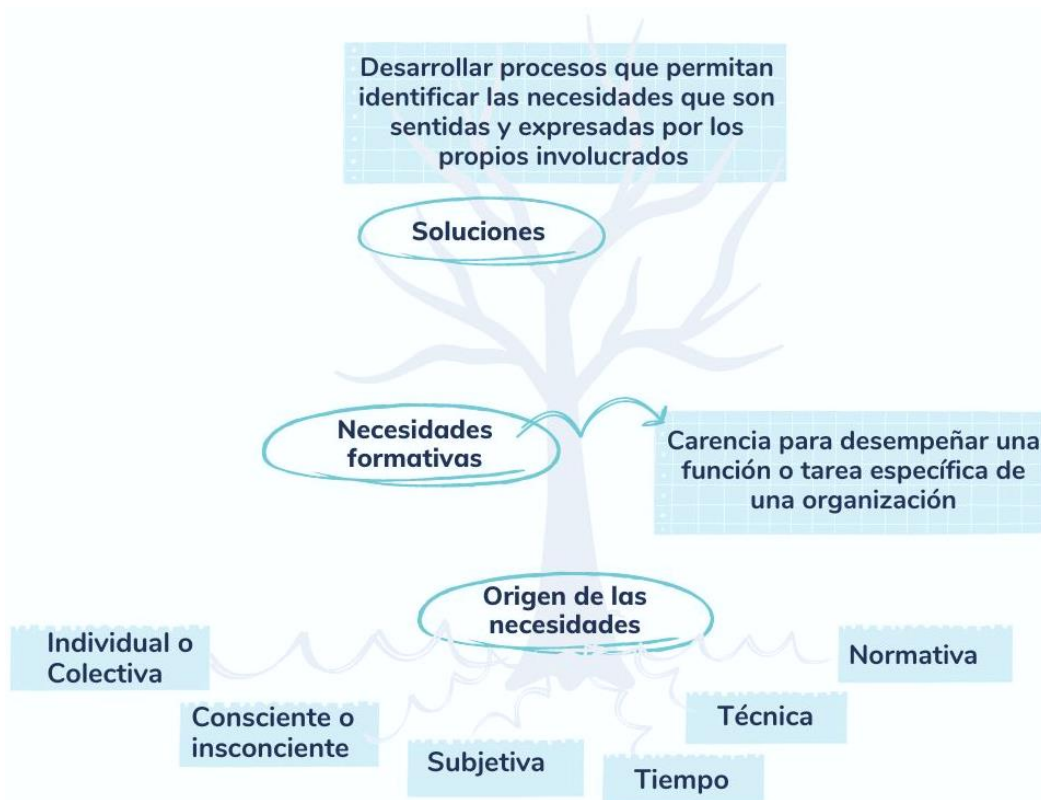 Desarrollar procesos que permitan
identificar las necesidades que son
sentidas y expresadas por los
propios involucrados
Soluciones
Necesidades
formativas
Carencia para desempeñar una
función o tarea específica de
una organización
Origen de las
necesidades
Individual o
Colectiva
Consciente o
insconciente
Subjetiva
Tiempo
Técnica
Normativa